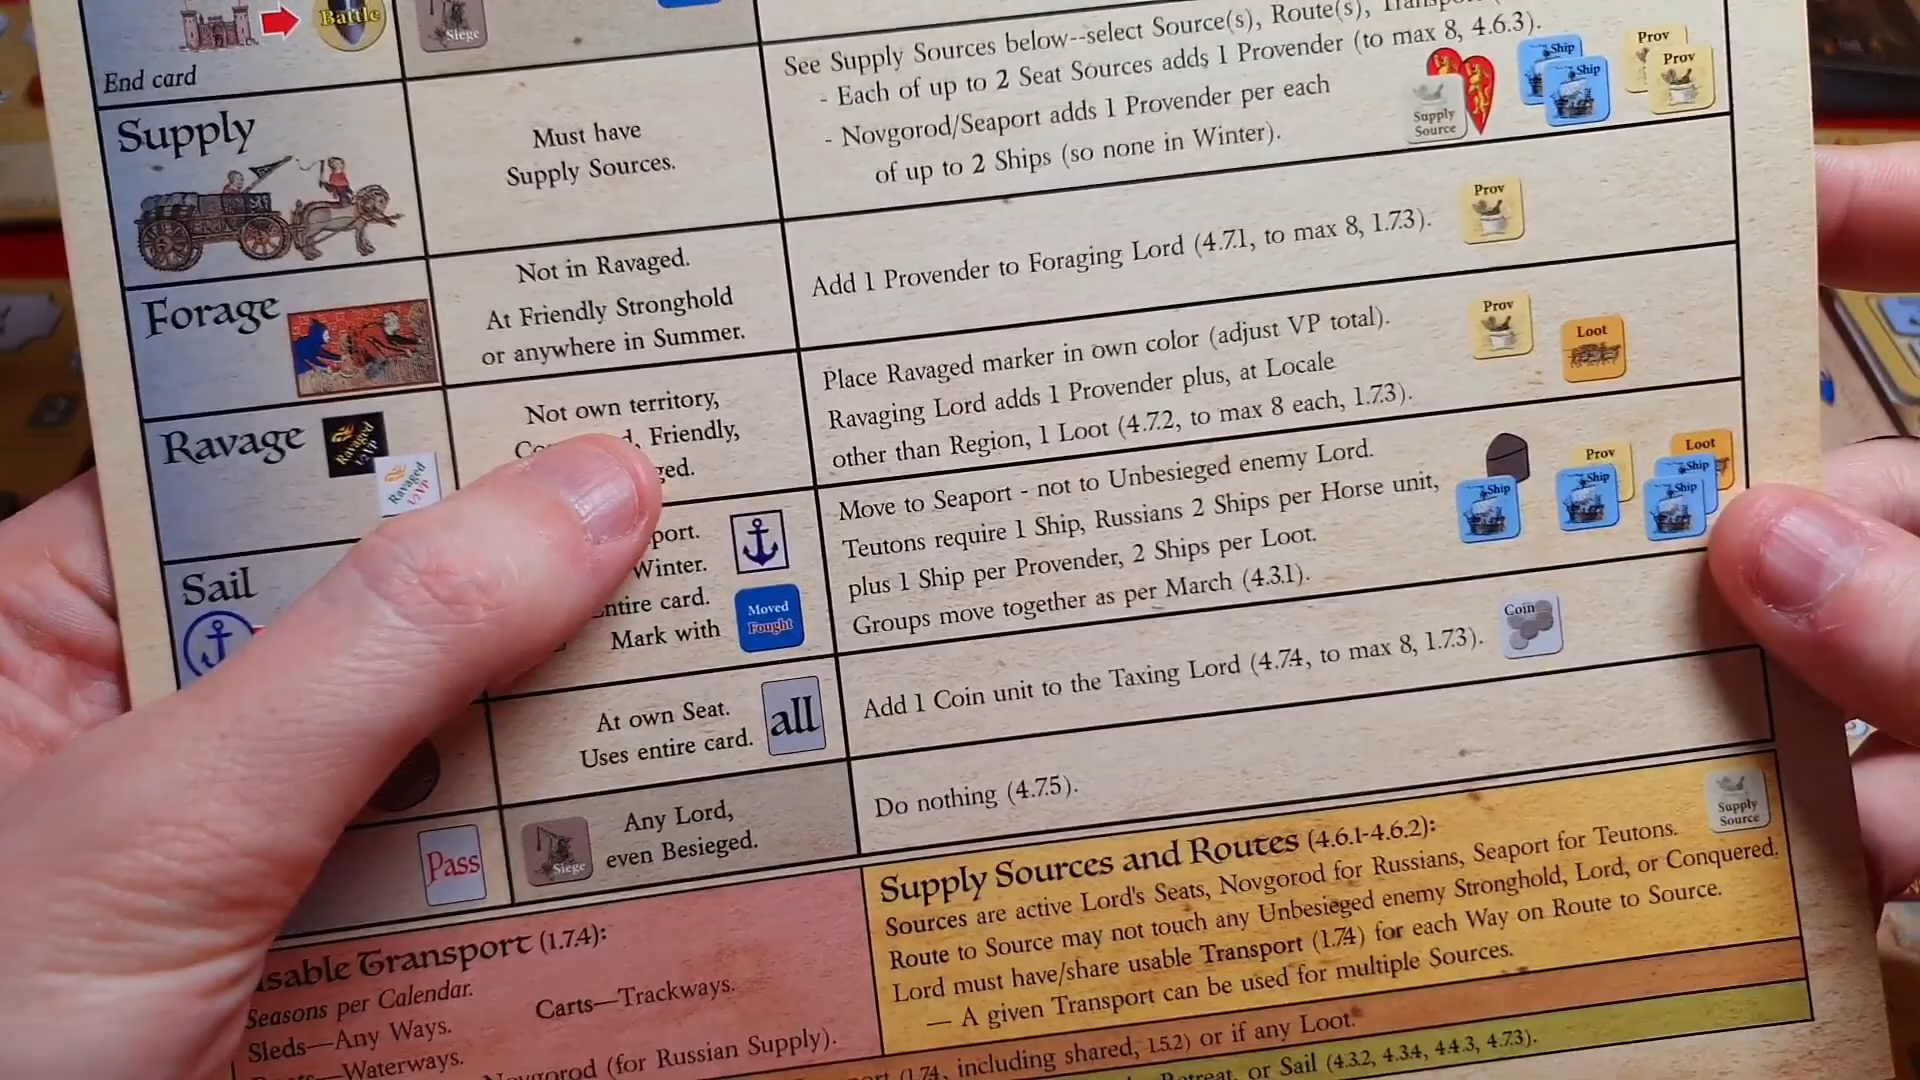 Battle
Siege
End card
See Supply Sources below--select Source(s), Route(s),
- Each of up to 2 Seat Sources adds 1 Provender (to max 8, 4.6.3).
- Novgorod/Seaport adds 1 Provender per each
of up to 2 Ships (so none in Winter).
Supply
Source
Ship
Ship
Prov
Prov
Supply
Must have
Supply Sources.
Forage
Not in Ravaged.
At Friendly Stronghold
or anywhere in Summer.
Add 1 Provender to Foraging Lord (4.7.1, to max 8, 1.7.3).
Prov
Ravage
Ravaged
1/2VP
Ravaged
1/2VP
Not own territory,
Friendly,
Place Ravaged marker in own color (adjust VP total).
Ravaging Lord adds 1 Provender plus, at Locale
other than Region, 1 Loot (4.7.2, to max 8 each, 1.7.3).
Prov
Loot
Sail
Winter.
card.
Mark with
Moved
Fought
Move to Seaport - not to Unbesieged enemy Lord.
Teutons require 1 Ship, Russians 2 Ships per Horse unit,
plus 1 Ship per Provender, 2 Ships per Loot.
Groups move together as per March (4.3.1).
Ship
Prov
Ship
Loot
Ship
Ship
At own Seat.
Uses entire card.
all
Add 1 Coin unit to the Taxing Lord (4.7.4, to max 8, 1.7.3).
Coin
Pass
Siege
Any Lord,
even Besieged.
Do nothing (4.7.5).
Transport (1.7.4):
Seasons per Calendar.
Sleds—Any Ways.
Carts—Trackways.
—Waterways.
(for Russian Supply).
Supply Sources and Routes (4.6.1-4.6.2):
Supply
Source
Sources are active Lord's Seats, Novgorod for Russians, Seaport for Teutons.
Route to Source may not touch any Unbesieged enemy Stronghold, Lord, or Conquered.
Lord must have/share usable Transport (1.7.4) for each Way on Route to Source.
— A given Transport can be used for multiple Sources.
(1.7.4, including shared, 1.5.2) or if any Loot.
or Sail (4.3.2, 4.3.4, 4.4.3, 4.7.3).